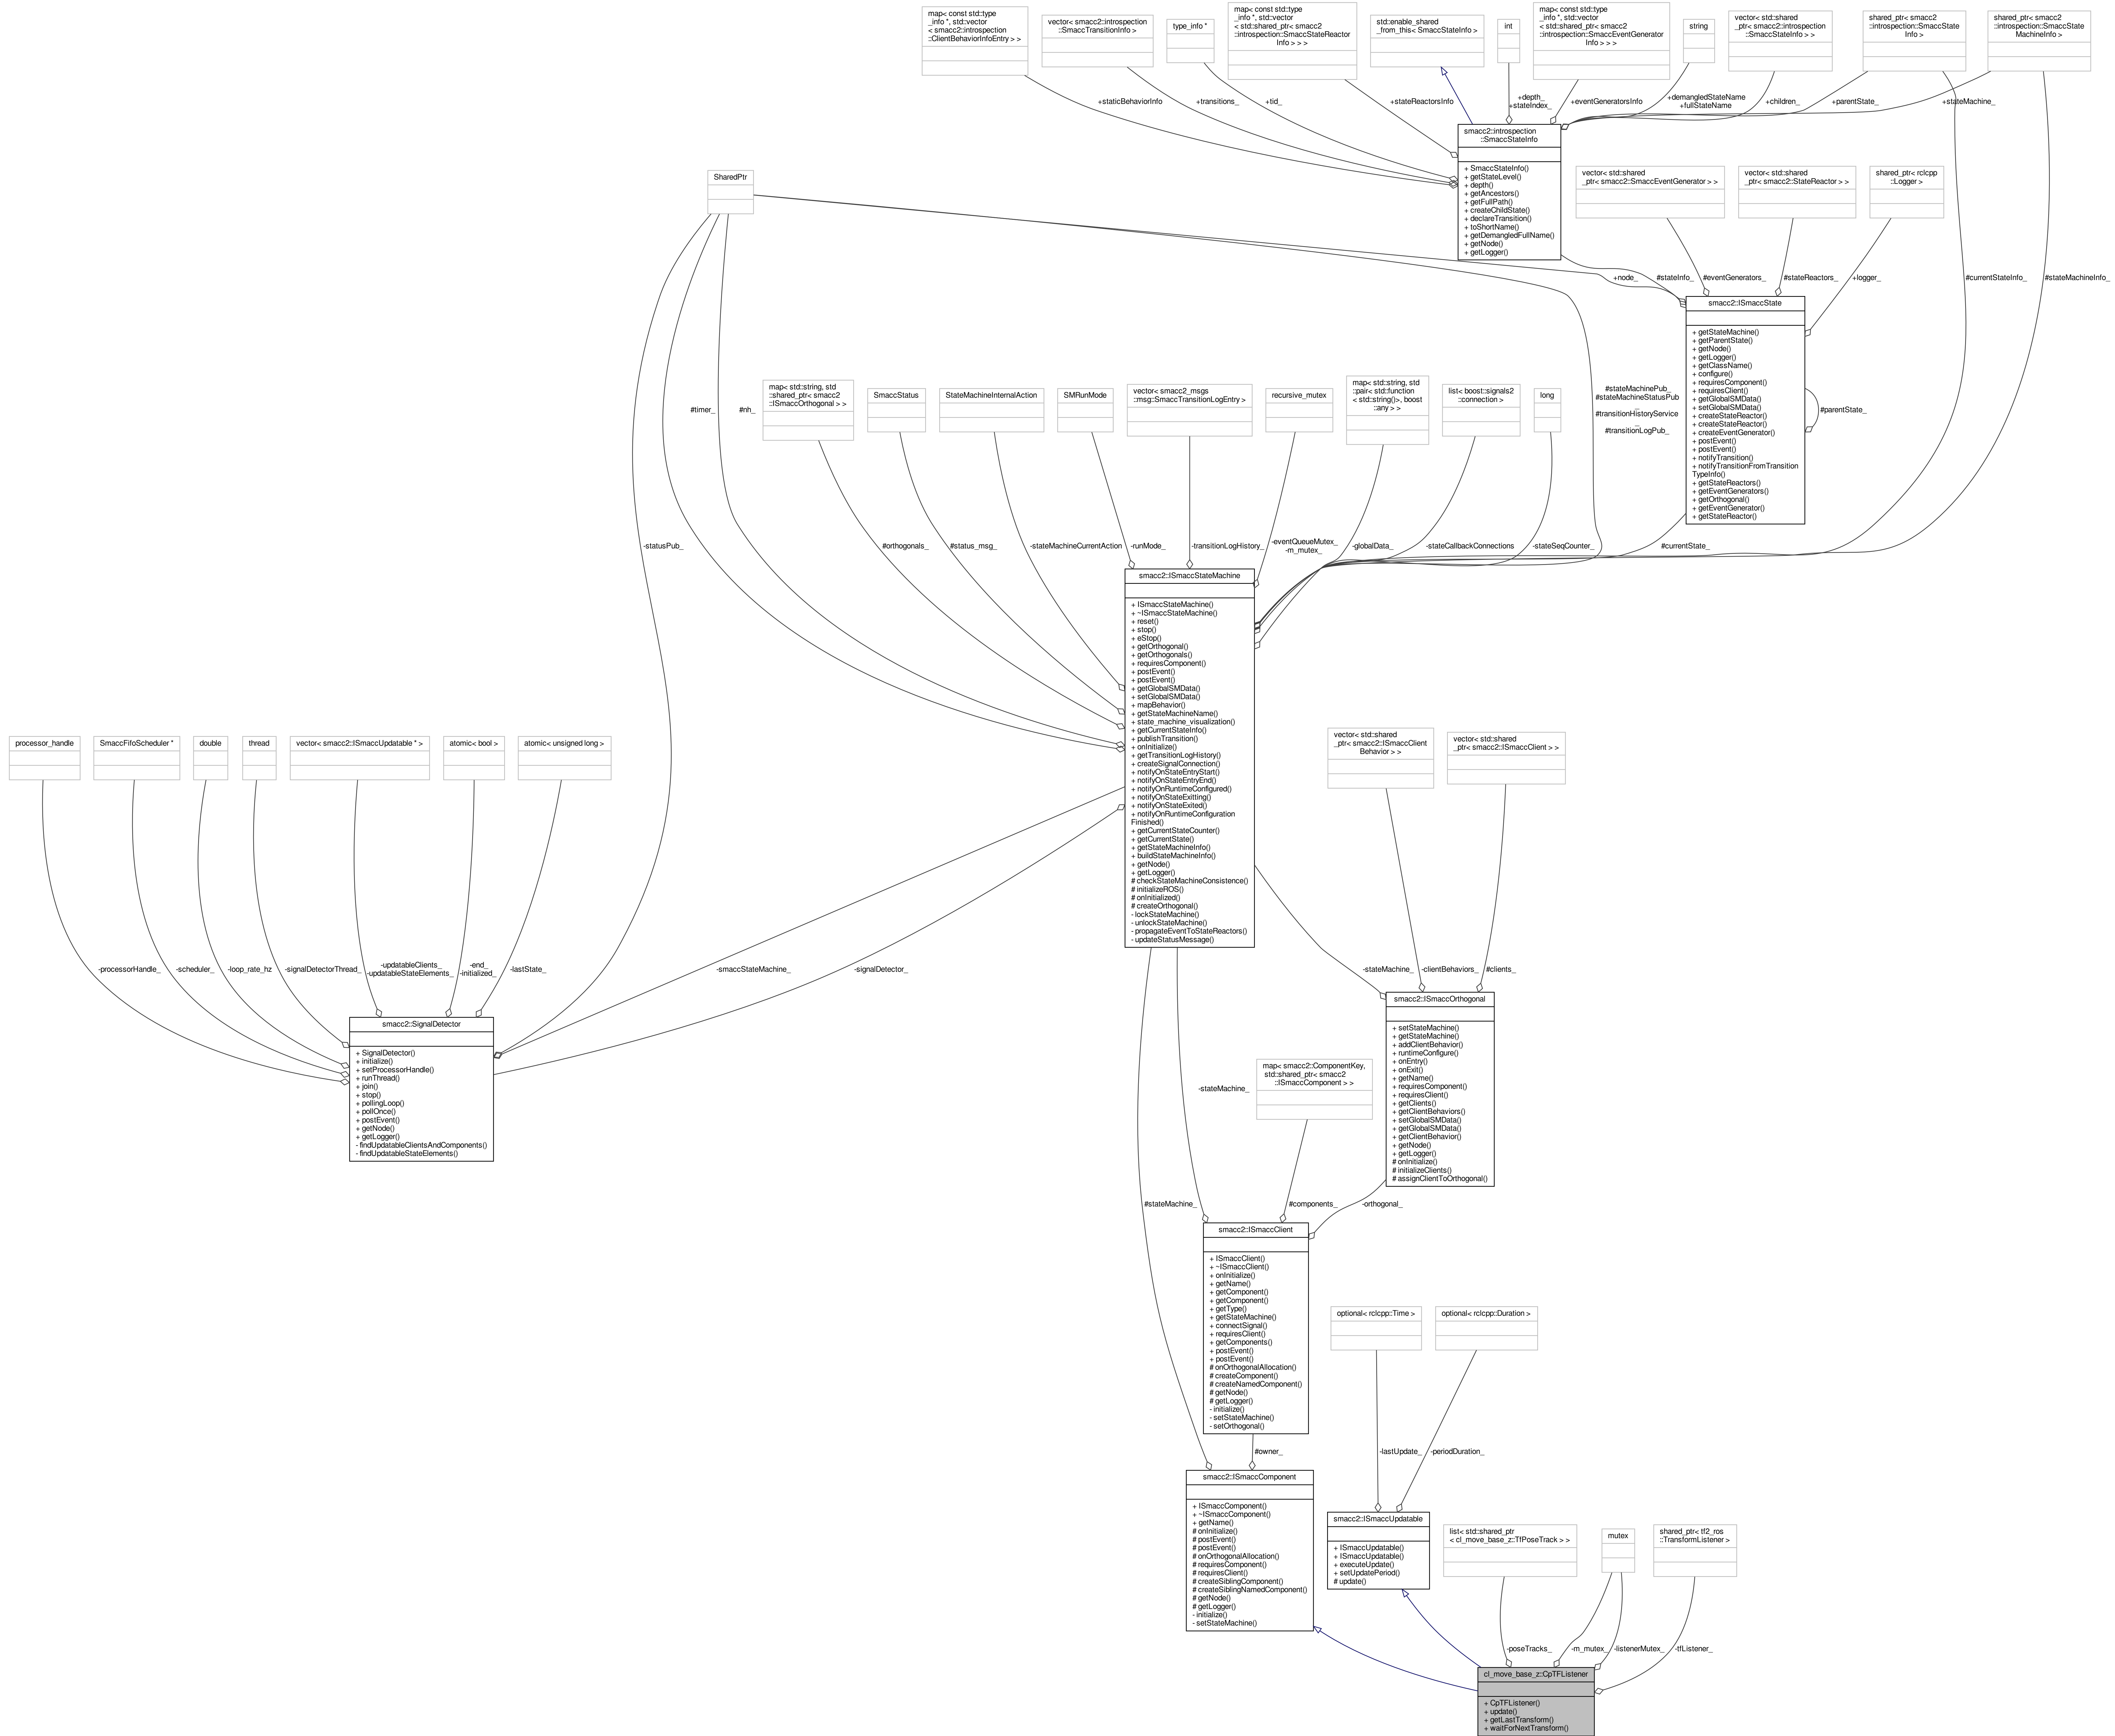 map< const std::type
_info *, std::vector
< smacc2::introspection
::ClientBehaviorInfoEntry > >
vector< smacc2::introspection
::SmaccTransitionInfo >
type_info *
map< const std::type
_info *, std::vector
< std::shared_ptr< smacc2
::introspection::SmaccStateReactor
Info > > >
std::enable_shared
_from_this< SmaccStateInfo >
int
map< const std::type
_info *, std::vector
< std::shared_ptr< smacc2
::introspection::SmaccEventGenerator
Info > > >
string
vector< std::shared
_ptr< smacc2::introspection
::SmaccStateInfo > >
shared_ptr< smacc2
::introspection::SmaccState
Info >
shared_ptr< smacc2
::introspection::SmaccState
MachineInfo >
+staticBehaviorInfo
+transitions_
+tid_
+stateReactorsInfo
+depth_
+stateIndex_
+eventGeneratorsInfo
+demangledStateName
+fullStateName
+children_
+parentState_
+stateMachine_
smacc2::introspection
::SmaccStateInfo
+ SmaccStateInfo()
+ getStateLevel()
+ depth()
+ getAncestors()
+ getFullPath()
+ createChildState()
+ declareTransition()
+ toShortName()
+ getDemangledFullName()
+ getNode()
+ getLogger()
SharedPtr
vector< std::shared
_ptr< smacc2::SmaccEventGenerator > >
vector< std::shared
_ptr< smacc2::StateReactor > >
shared_ptr< rclcpp
::Logger >
+node_
#stateInfo_
#eventGenerators_
#stateReactors_
+logger_
#currentStateInfo_
#stateMachineInfo_
smacc2::ISmaccState
+ getStateMachine()
+ getParentState()
+ getNode()
+ getLogger()
+ getClassName()
+ configure()
+ requiresComponent()
+ requiresClient()
+ getGlobalSMData()
+ setGlobalSMData()
+ createStateReactor()
+ createStateReactor()
+ createEventGenerator()
+ postEvent()
+ postEvent()
+ notifyTransition()
+ notifyTransitionFromTransition
TypeInfo()
+ getStateReactors()
+ getEventGenerators()
+ getOrthogonal()
+ getEventGenerator()
+ getStateReactor()
#parentState_
#timer_
#nh_
map< std::string, std
::shared_ptr< smacc2
::ISmaccOrthogonal > >
SmaccStatus
StateMachineInternalAction
SMRunMode
vector< smacc2_msgs
::msg::SmaccTransitionLogEntry >
recursive_mutex
map< std::string, std
::pair< std::function
< std::string()>, boost
::any > >
list< boost::signals2
::connection >
long
#stateMachinePub_
#stateMachineStatusPub
_
#transitionHistoryService
_
#transitionLogPub_
-statusPub_
#orthogonals_
#status_msg_
-stateMachineCurrentAction
-runMode_
-transitionLogHistory_
-eventQueueMutex_
-m_mutex_
-globalData_
-stateCallbackConnections
-stateSeqCounter_
#currentState_
smacc2::ISmaccStateMachine
+ ISmaccStateMachine()
+ ~ISmaccStateMachine()
+ reset()
+ stop()
+ eStop()
+ getOrthogonal()
+ getOrthogonals()
+ requiresComponent()
+ postEvent()
+ postEvent()
+ getGlobalSMData()
+ setGlobalSMData()
+ mapBehavior()
+ getStateMachineName()
+ state_machine_visualization()
+ getCurrentStateInfo()
+ publishTransition()
+ onInitialize()
+ getTransitionLogHistory()
+ createSignalConnection()
+ notifyOnStateEntryStart()
+ notifyOnStateEntryEnd()
+ notifyOnRuntimeConfigured()
+ notifyOnStateExitting()
+ notifyOnStateExited()
+ notifyOnRuntimeConfiguration
Finished()
+ getCurrentStateCounter()
+ getCurrentState()
+ getStateMachineInfo()
+ buildStateMachineInfo()
+ getNode()
+ getLogger()
# checkStateMachineConsistence()
# initializeROS()
# onInitialized()
# createOrthogonal()
- lockStateMachine()
- unlockStateMachine()
- propagateEventToStateReactors()
- updateStatusMessage()
processor_handle
SmaccFifoScheduler *
double
thread
vector< smacc2::ISmaccUpdatable * >
atomic< bool >
atomic< unsigned long >
-processorHandle_
-scheduler_
-loop_rate_hz
-signalDetectorThread_
-updatableClients_
-updatableStateElements_
-end_
-initialized_
-lastState_
-smaccStateMachine_
-signalDetector_
smacc2::SignalDetector
+ SignalDetector()
+ initialize()
+ setProcessorHandle()
+ runThread()
+ join()
+ stop()
+ pollingLoop()
+ pollOnce()
+ postEvent()
+ getNode()
+ getLogger()
- findUpdatableClientsAndComponents()
- findUpdatableStateElements()
vector< std::shared
_ptr< smacc2::ISmaccClient
Behavior > >
vector< std::shared
_ptr< smacc2::ISmaccClient > >
-stateMachine_
-clientBehaviors_
#clients_
smacc2::ISmaccOrthogonal
+ setStateMachine()
+ getStateMachine()
+ addClientBehavior()
+ runtimeConfigure()
+ onEntry()
+ onExit()
+ getName()
+ requiresComponent()
+ requiresClient()
+ getClients()
+ getClientBehaviors()
+ setGlobalSMData()
+ getGlobalSMData()
+ getClientBehavior()
+ getNode()
+ getLogger()
# onInitialize()
# initializeClients()
# assignClientToOrthogonal()
-stateMachine_
map< smacc2::ComponentKey,
std::shared_ptr< smacc2
::ISmaccComponent > >
#stateMachine_
#components_
-orthogonal_
smacc2::ISmaccClient
+ ISmaccClient()
+ ~ISmaccClient()
+ onInitialize()
+ getName()
+ getComponent()
+ getComponent()
+ getType()
+ getStateMachine()
+ connectSignal()
+ requiresClient()
+ getComponents()
+ postEvent()
+ postEvent()
# onOrthogonalAllocation()
# createComponent()
# createNamedComponent()
# getNode()
# getLogger()
- initialize()
- setStateMachine()
- setOrthogonal()
optional< rclcpp::Time >
optional< rclcpp::Duration >
#owner_
-lastUpdate_
-periodDuration_
smacc2::ISmaccComponent
+ ISmaccComponent()
+ ~ISmaccComponent()
+ getName()
# onInitialize()
# postEvent()
# postEvent()
# onOrthogonalAllocation()
# requiresComponent()
# requiresClient()
# createSiblingComponent()
# createSiblingNamedComponent()
# getNode()
# getLogger()
- initialize()
- setStateMachine()
smacc2::ISmaccUpdatable
+ ISmaccUpdatable()
+ ISmaccUpdatable()
+ executeUpdate()
+ setUpdatePeriod()
# update()
list< std::shared_ptr
< cl_move_base_z::TfPoseTrack > >
mutex
shared_ptr< tf2_ros
::TransformListener >
-poseTracks_
-m_mutex_
-listenerMutex_
-tfListener_
cl_move_base_z::CpTFListener
+ CpTFListener()
+ update()
+ getLastTransform()
+ waitForNextTransform()